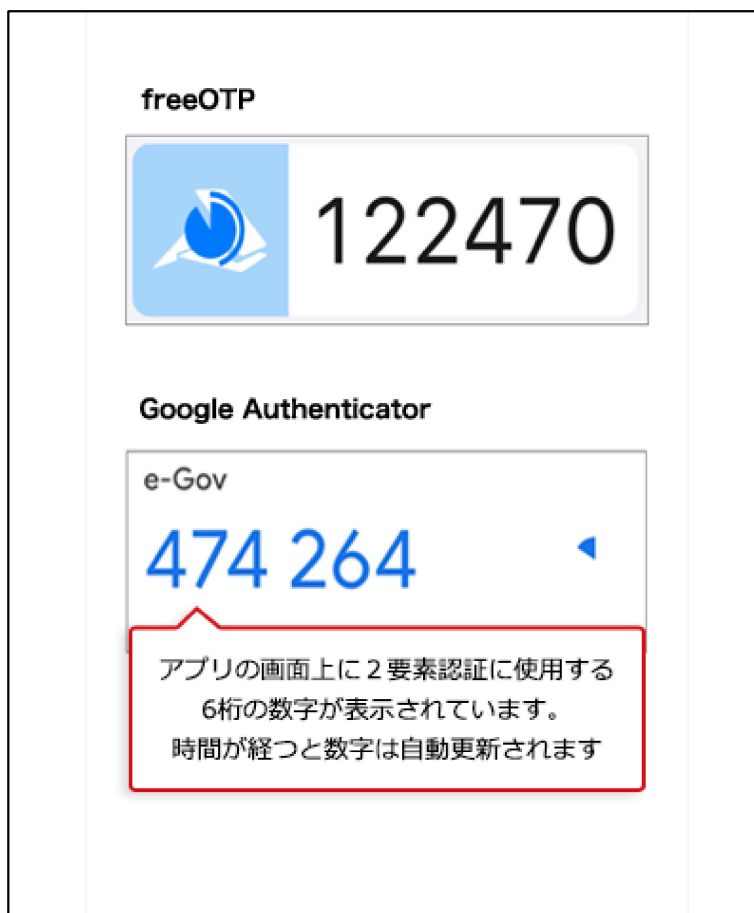 freeOTP
122470
Google Authenticator
e-Gov
474 264
アプリの画面上に２要素認証に使用する
6桁の数字が表示されています。
時間が経つと数字は自動更新されます